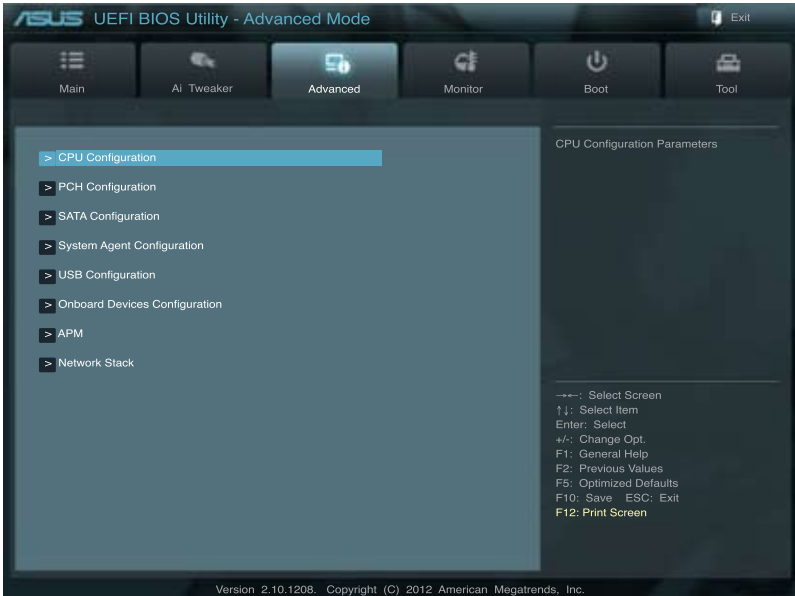 ASUS UEFI BIOS Utility - Advanced Mode
Exit
Main
Ai Tweaker
Advanced
Monitor
Boot
Tool
> CPU Configuration
> PCH Configuration
> SATA Configuration
> System Agent Configuration
> USB Configuration
> Onboard Devices Configuration
> APM
> Network Stack
CPU Configuration Parameters
→←: Select Screen
↑↓: Select Item
Enter: Select
+/-: Change Opt.
F1: General Help
F2: Previous Values
F5: Optimized Defaults
F10: Save ESC: Exit
F12: Print Screen
Version 2.10.1208. Copyright (C) 2012 American Megatrends, Inc.